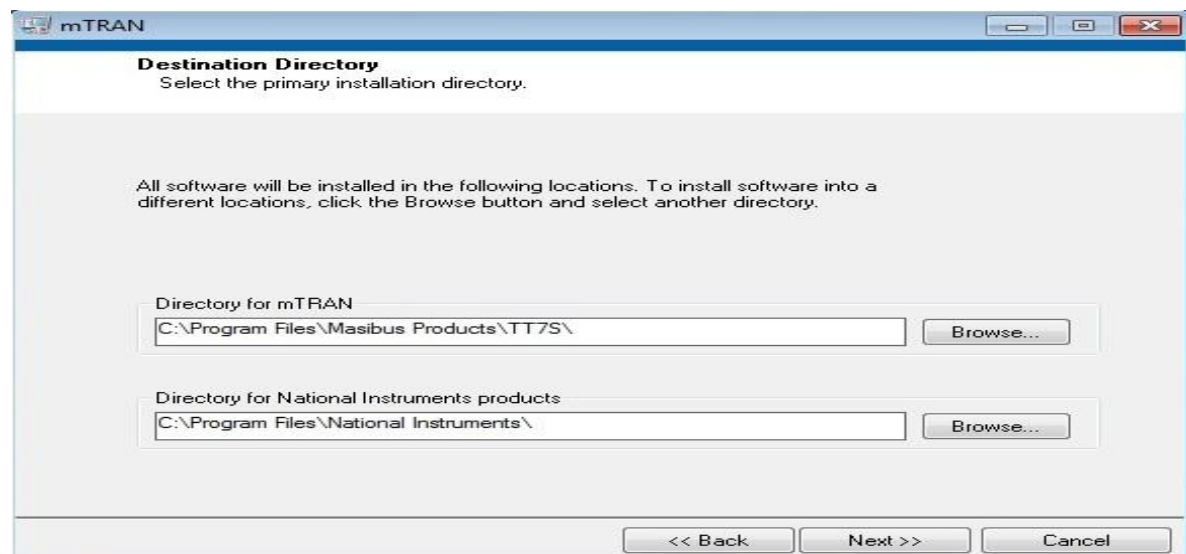 mTRAN
Destination Directory
Select the primary installation directory.
All software will be installed in the following locations. To install software into a
different locations, click the Browse button and select another directory.
Directory for mTRAN
C:\Program Files\Masibus Products\TT7S\
Browse...
Directory for National Instruments products
C:\Program Files\National Instruments\
Browse...
<< Back Next >> Cancel